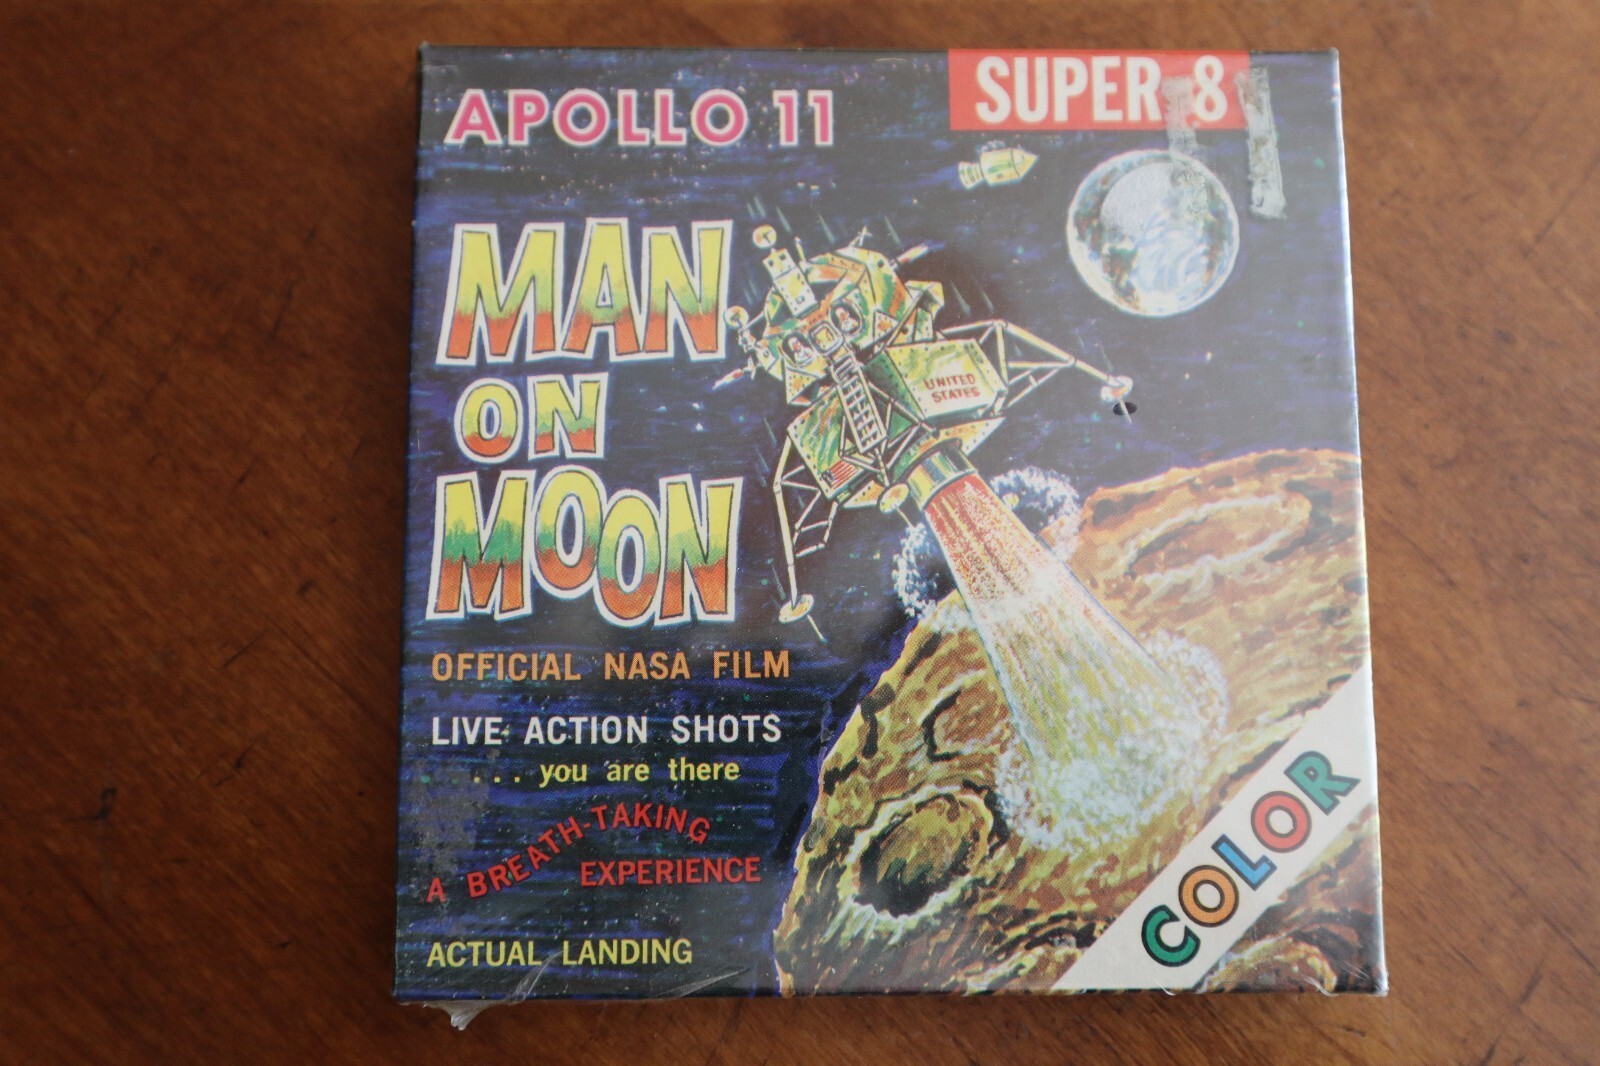 APOLLO 11
SUPER 8
MAN
ON
MOON
UNITED
STATES
OFFICIAL NASA FILM
LIVE ACTION SHOTS
... you are there
A BREATH-TAKING
EXPERIENCE
ACTUAL LANDING
COLOR